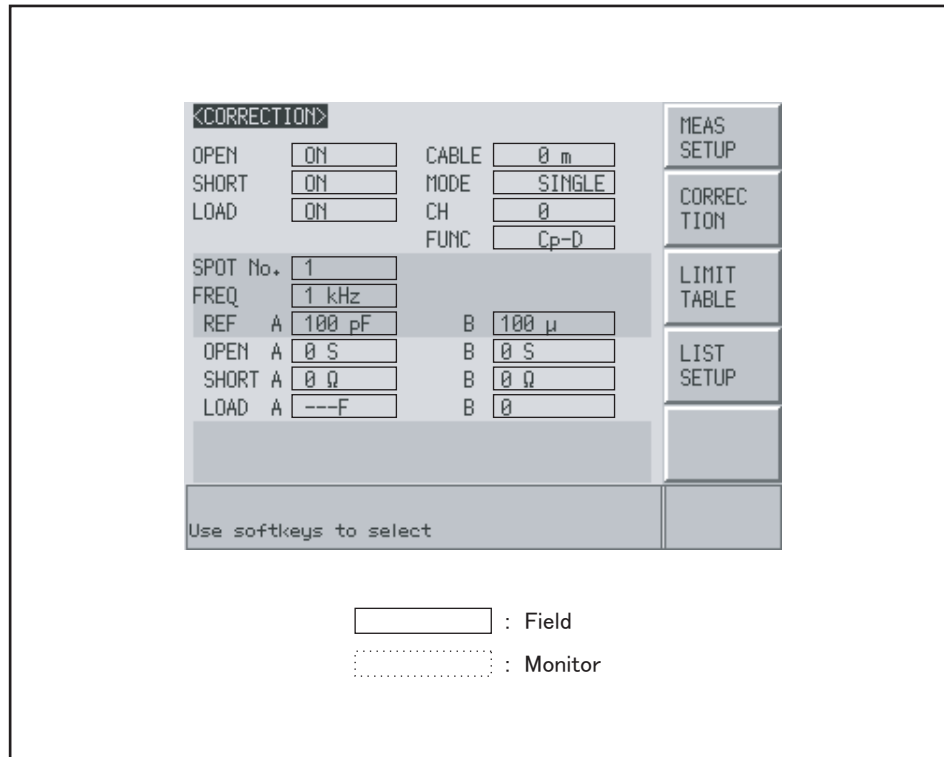 <CORRECTION>
OPEN ON CABLE 0 m
SHORT ON MODE SINGLE
LOAD ON CH 0
FUNC Cp-D
SPOT No. 1
FREQ 1 kHz
REF A 100 pF B 100 μ
OPEN A 0 S B 0 S
SHORT A 0 Ω B 0 Ω
LOAD A ---F B 0
Use softkeys to select
MEAS
SETUP
CORREC
TION
LIMIT
TABLE
LIST
SETUP
: Field
: Monitor